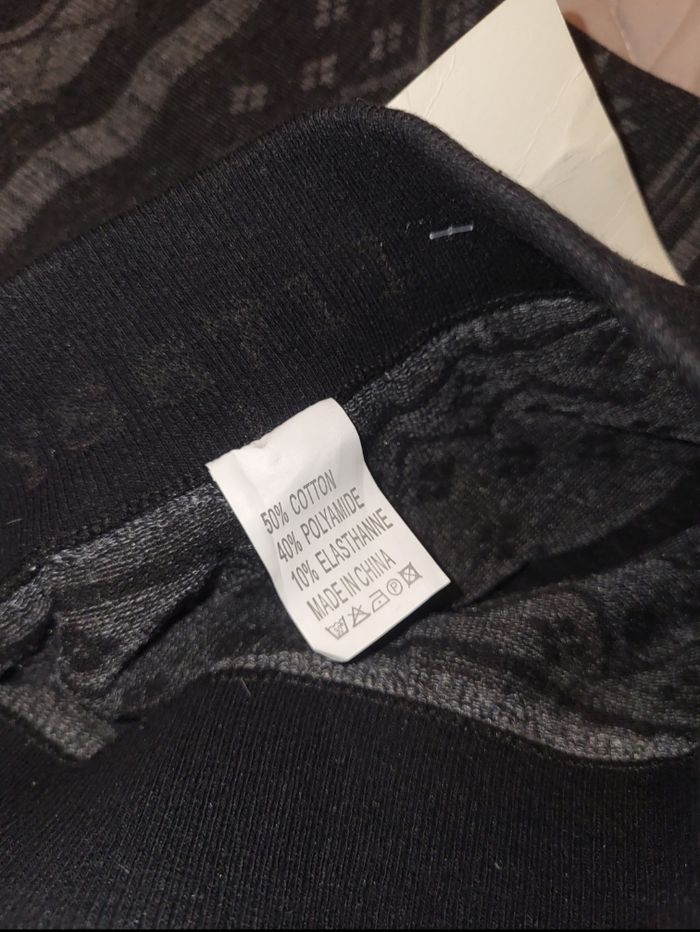 50% COTTON
40% POLYAMIDE
10% ELASTHANNE
MADE IN CHINA
P